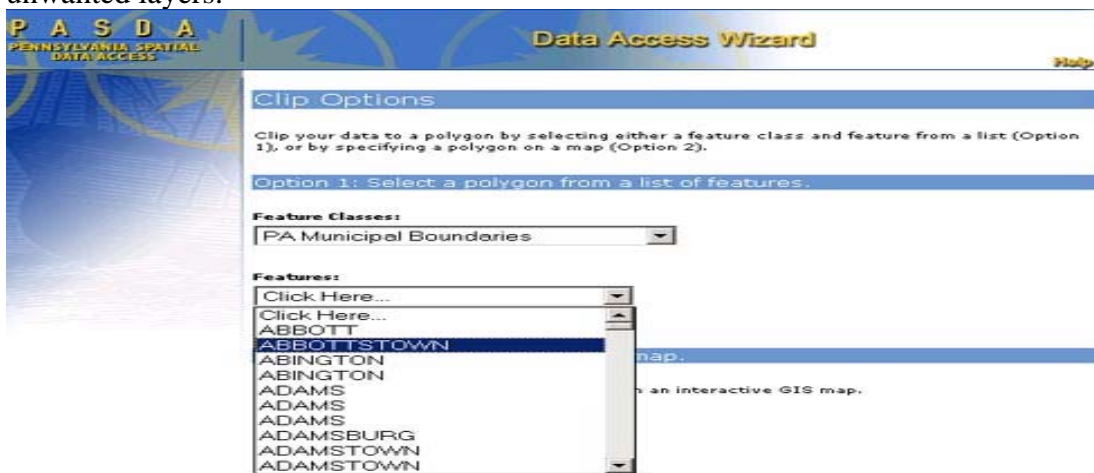 unwanted layers.
P A S D A
PENNSYLVANIA SPATIAL
DATA ACCESS
Data Access Wizard
Help
Clip Options
Clip your data to a polygon by selecting either a feature class and feature from a list (Option
1), or by specifying a polygon on a map (Option 2).
Option 1: Select a polygon from a list of features.
Feature Classes:
PA Municipal Boundaries
Features:
Click Here...
Click Here...
ABBOTT
ABBOTTSTOWN
ABINGTON
map.
ABINGTON
ADAMS
an interactive GIS map.
ADAMS
ADAMS
ADAMSBURG
ADAMSTOWN
ADAMSTOWN